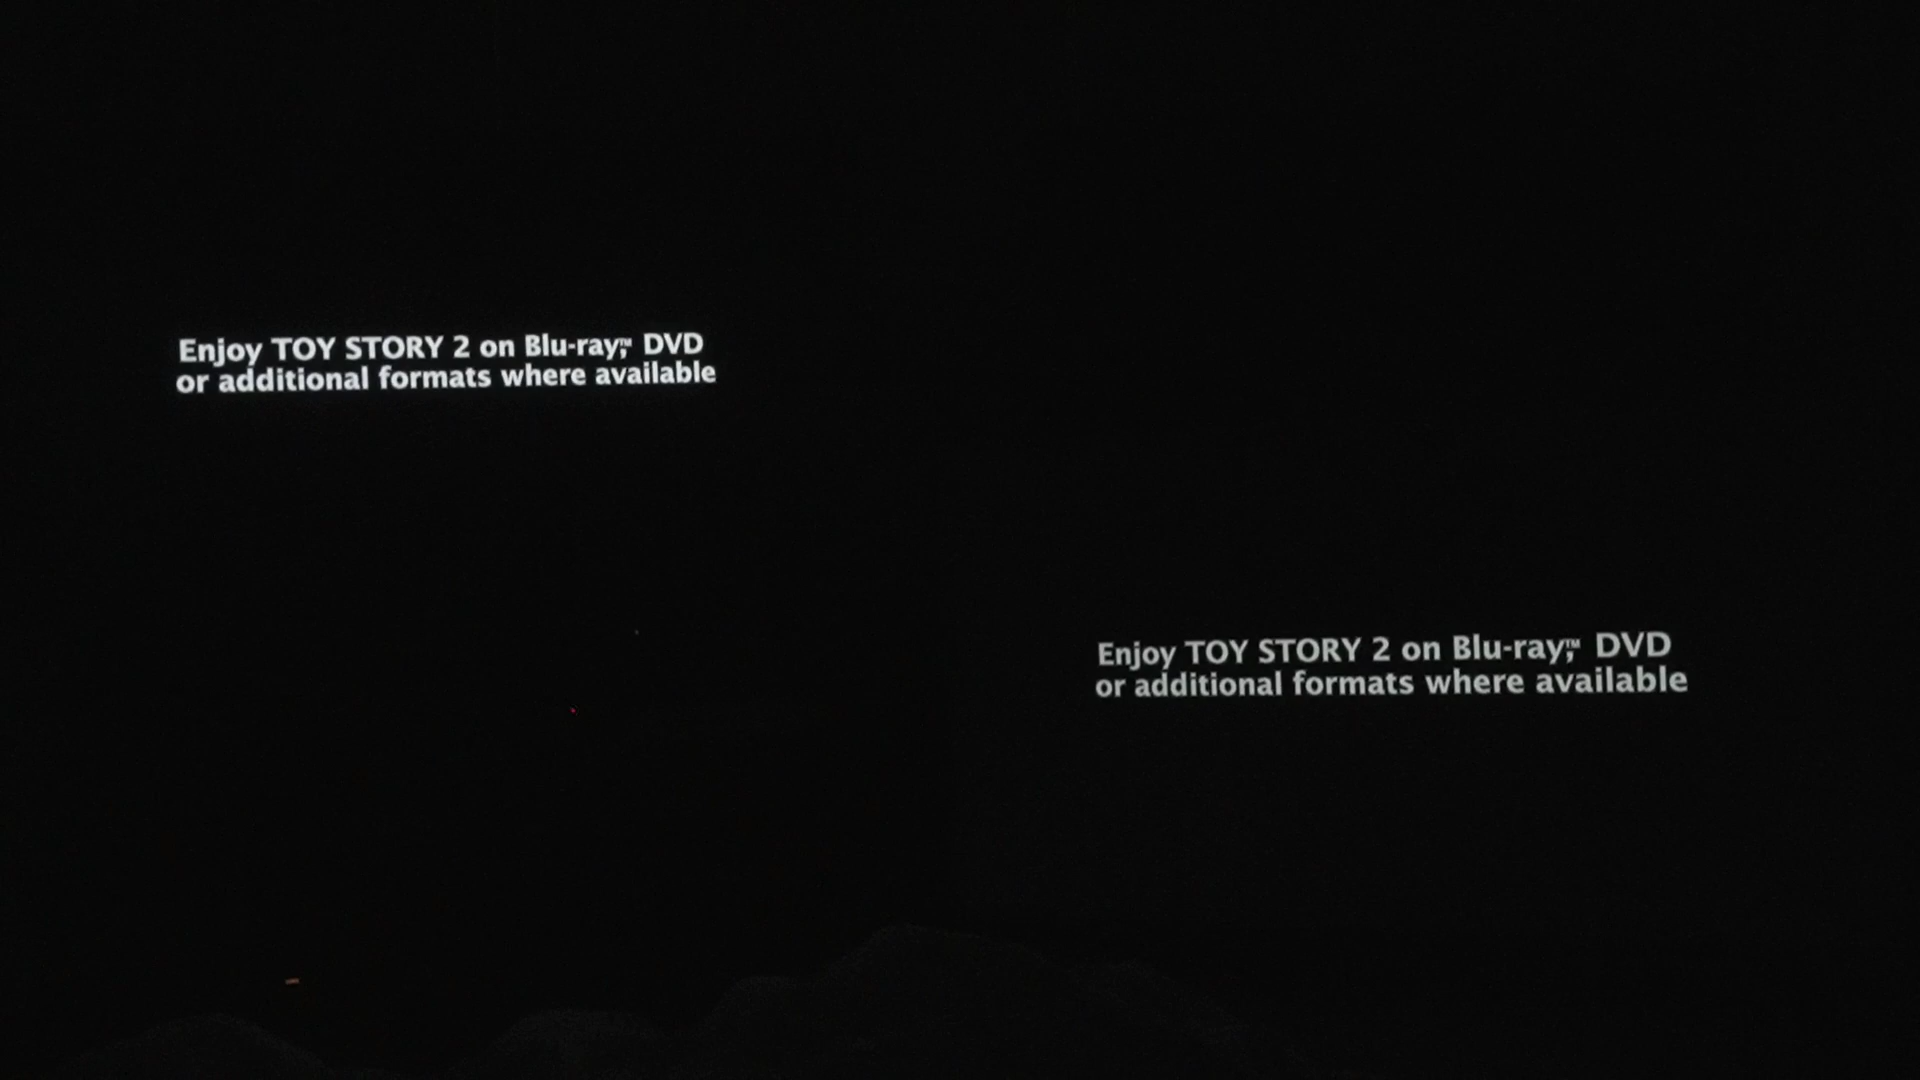 Enjoy TOY STORY 2 on Blu-ray,™ DVD
or additional formats where available
Enjoy TOY STORY 2 on Blu-ray,™ DVD
or additional formats where available